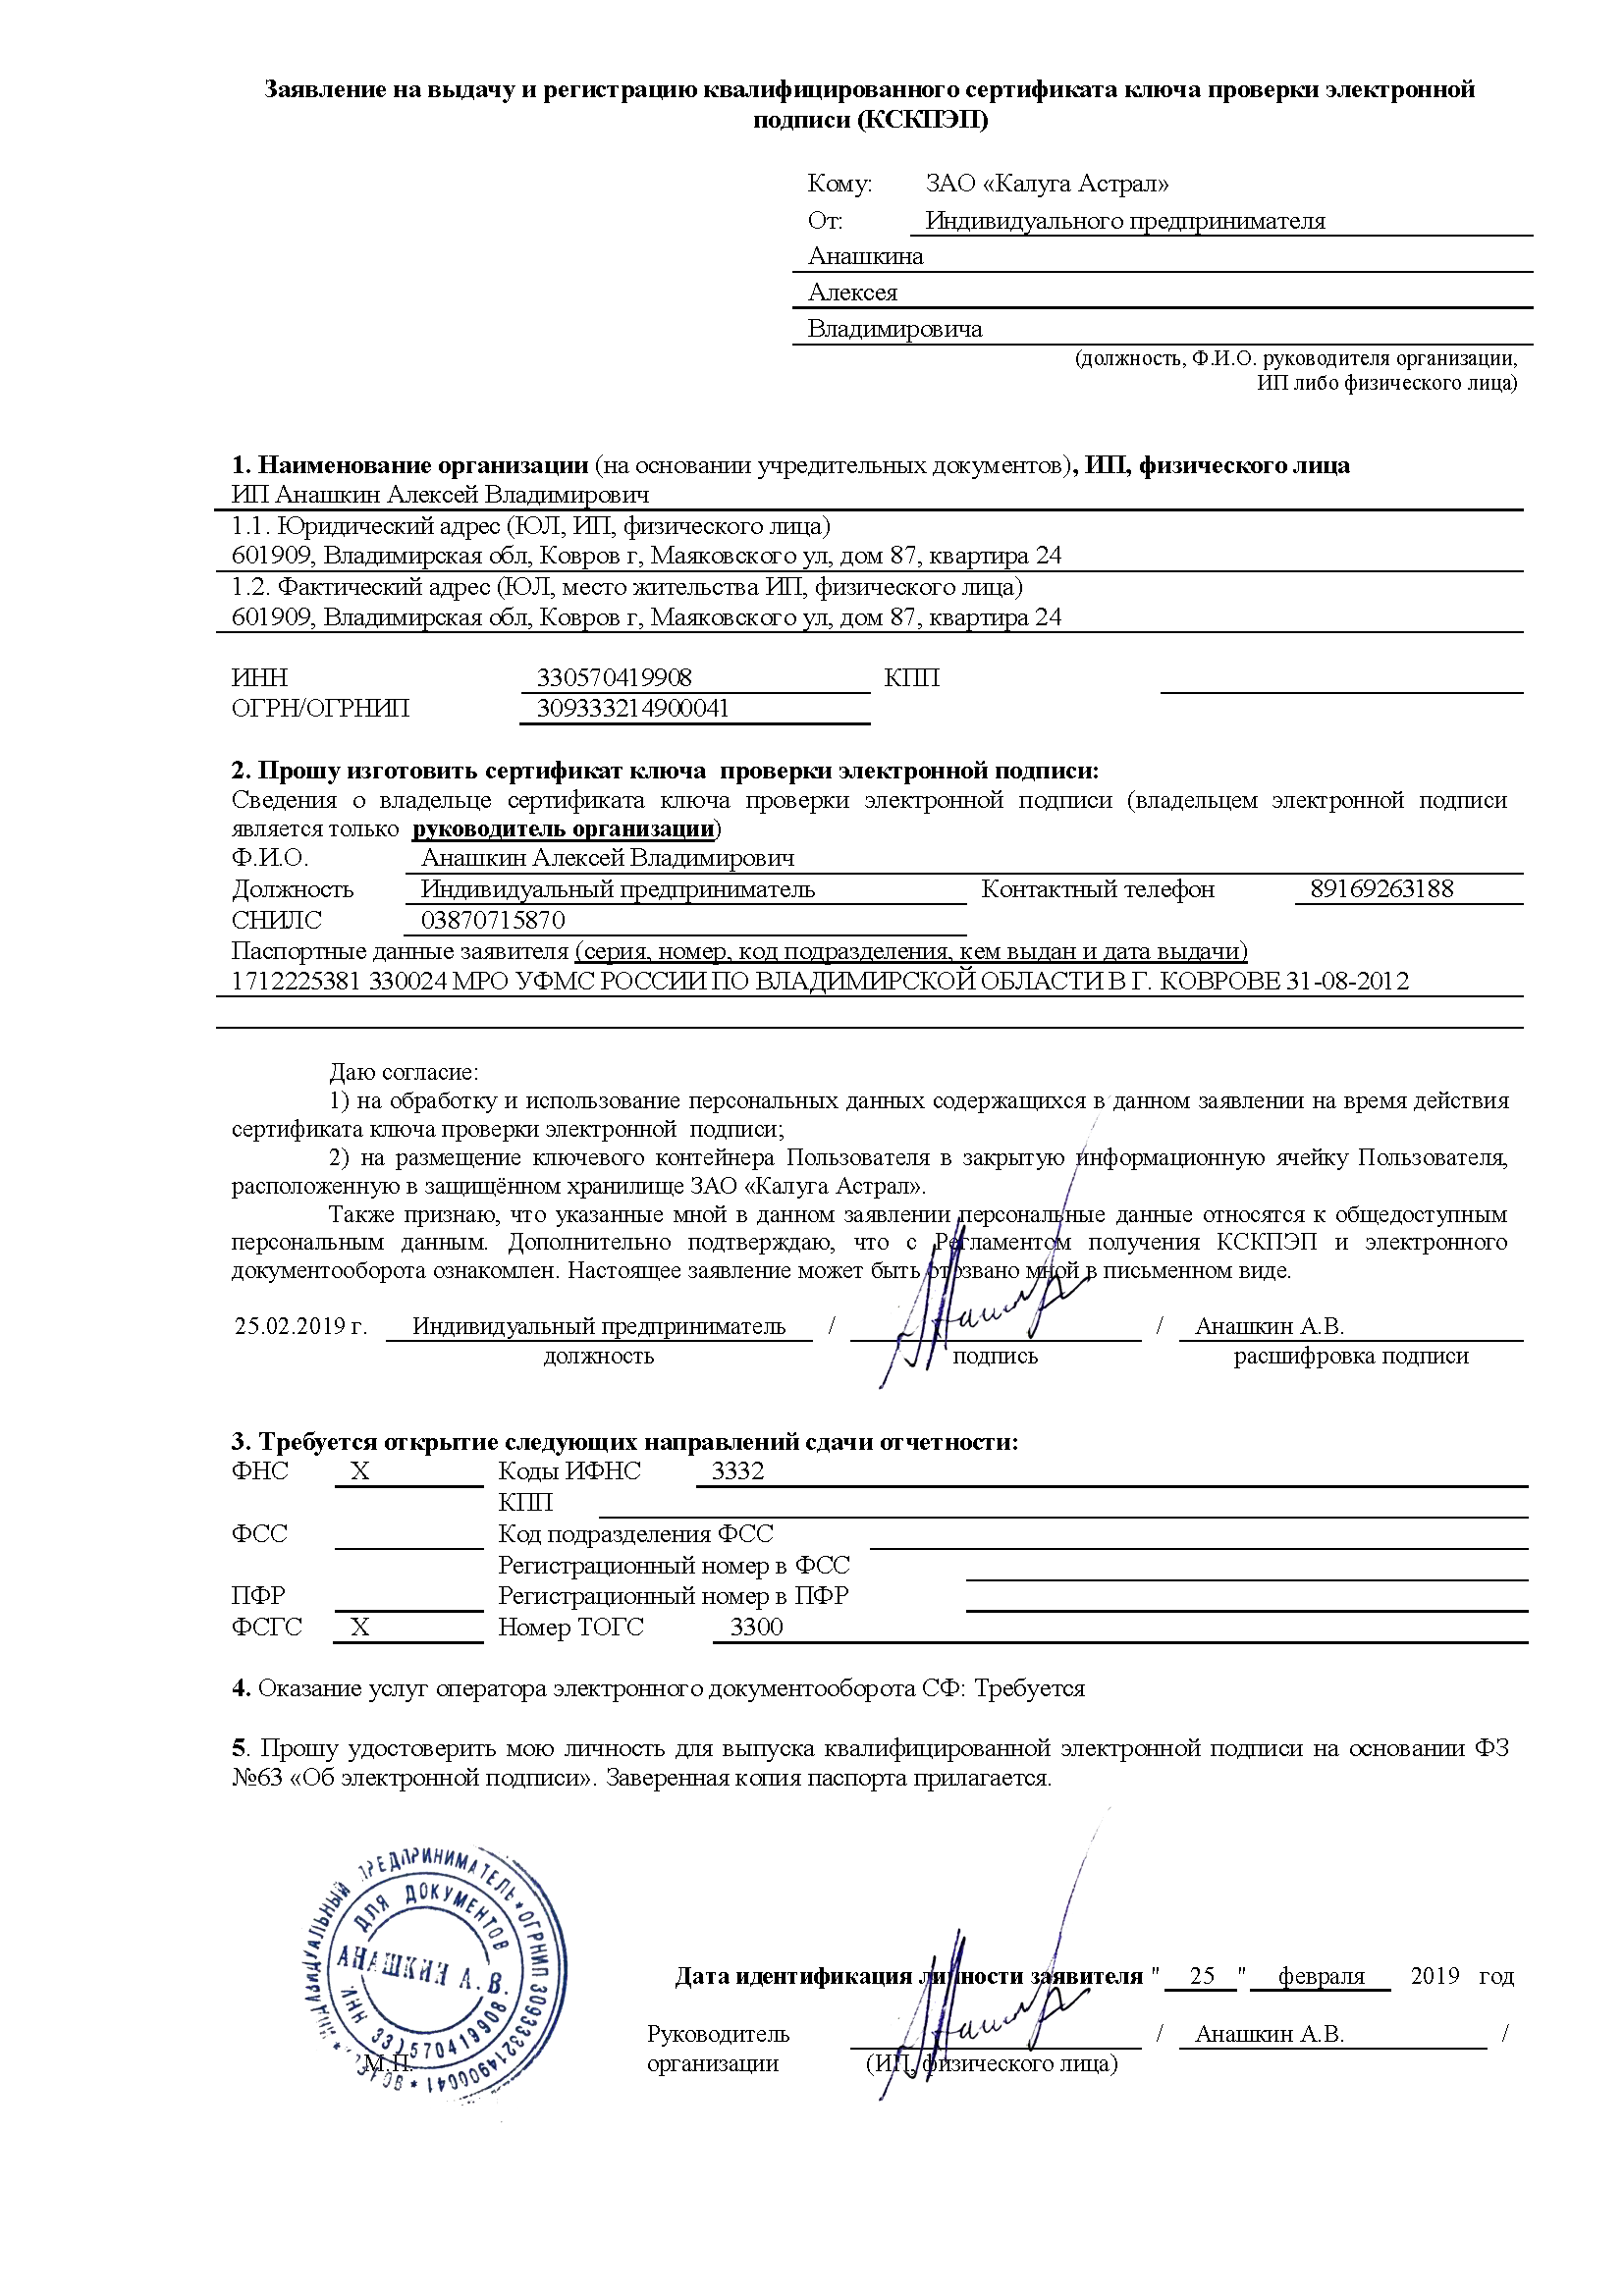 Заявление на выдачу и регистрацию квалифицированного сертификата ключа проверки электронной
подписи (КСКПЭП)
Кому: ЗАО «Калуга Астрал»
От: Индивидуального предпринимателя
Анашкина
Алексея
Владимировича
(должность, Ф.И.О. руководителя организации,
ИП либо физического лица)
1. Наименование организации (на основании учредительных документов), ИП, физического лица
ИП Анашкин Алексей Владимирович
1.1. Юридический адрес (ЮЛ, ИП, физического лица)
601909, Владимирская обл, Ковров г, Маяковского ул, дом 87, квартира 24
1.2. Фактический адрес (ЮЛ, место жительства ИП, физического лица)
601909, Владимирская обл, Ковров г, Маяковского ул, дом 87, квартира 24
ИНН 330570419908 КПП
ОГРН/ОГРНИП 309333214900041
2. Прошу изготовить сертификат ключа проверки электронной подписи:
Сведения о владельце сертификата ключа проверки электронной подписи (владельцем электронной подписи
является только руководитель организации)
Ф.И.О. Анашкин Алексей Владимирович
Должность Индивидуальный предприниматель Контактный телефон 89169263188
СНИЛС 03870715870
Паспортные данные заявителя (серия, номер, код подразделения, кем выдан и дата выдачи)
1712225381 330024 МРО УФМС РОССИИ ПО ВЛАДИМИРСКОЙ ОБЛАСТИ В Г. КОВРОВЕ 31-08-2012
Даю согласие:
1) на обработку и использование персональных данных содержащихся в данном заявлении на время действия
сертификата ключа проверки электронной подписи;
2) на размещение ключевого контейнера Пользователя в закрытую информационную ячейку Пользователя,
расположенную в защищённом хранилище ЗАО «Калуга Астрал».
Также признаю, что указанные мной в данном заявлении персональные данные относятся к общедоступным
персональным данным. Дополнительно подтверждаю, что с Регламентом получения КСКПЭП и электронного
документооборота ознакомлен. Настоящее заявление может быть отозвано мной в письменном виде.
25.02.2019 г. Индивидуальный предприниматель / / Анашкин А.В.
должность подпись расшифровка подписи
3. Требуется открытие следующих направлений сдачи отчетности:
ФНС X Коды ИФНС 3332
КПП
ФСС Код подразделения ФСС
Регистрационный номер в ФСС
ПФР Регистрационный номер в ПФР
ФСГС X Номер ТОГС 3300
4. Оказание услуг оператора электронного документооборота СФ: Требуется
5. Прошу удостоверить мою личность для выпуска квалифицированной электронной подписи на основании ФЗ
№63 «Об электронной подписи». Заверенная копия паспорта прилагается.
ПРЕДПРИНИМАТЕЛЬ * ОГРНИП 309333214900041 *
ДЛЯ ДОКУМЕНТОВ
АНАШКИН А. В.
ИНН
Дата идентификации личности заявителя " 25 " февраля 2019 год
Руководитель / Анашкин А.В. /
организации (ИП, физического лица)
М.П.